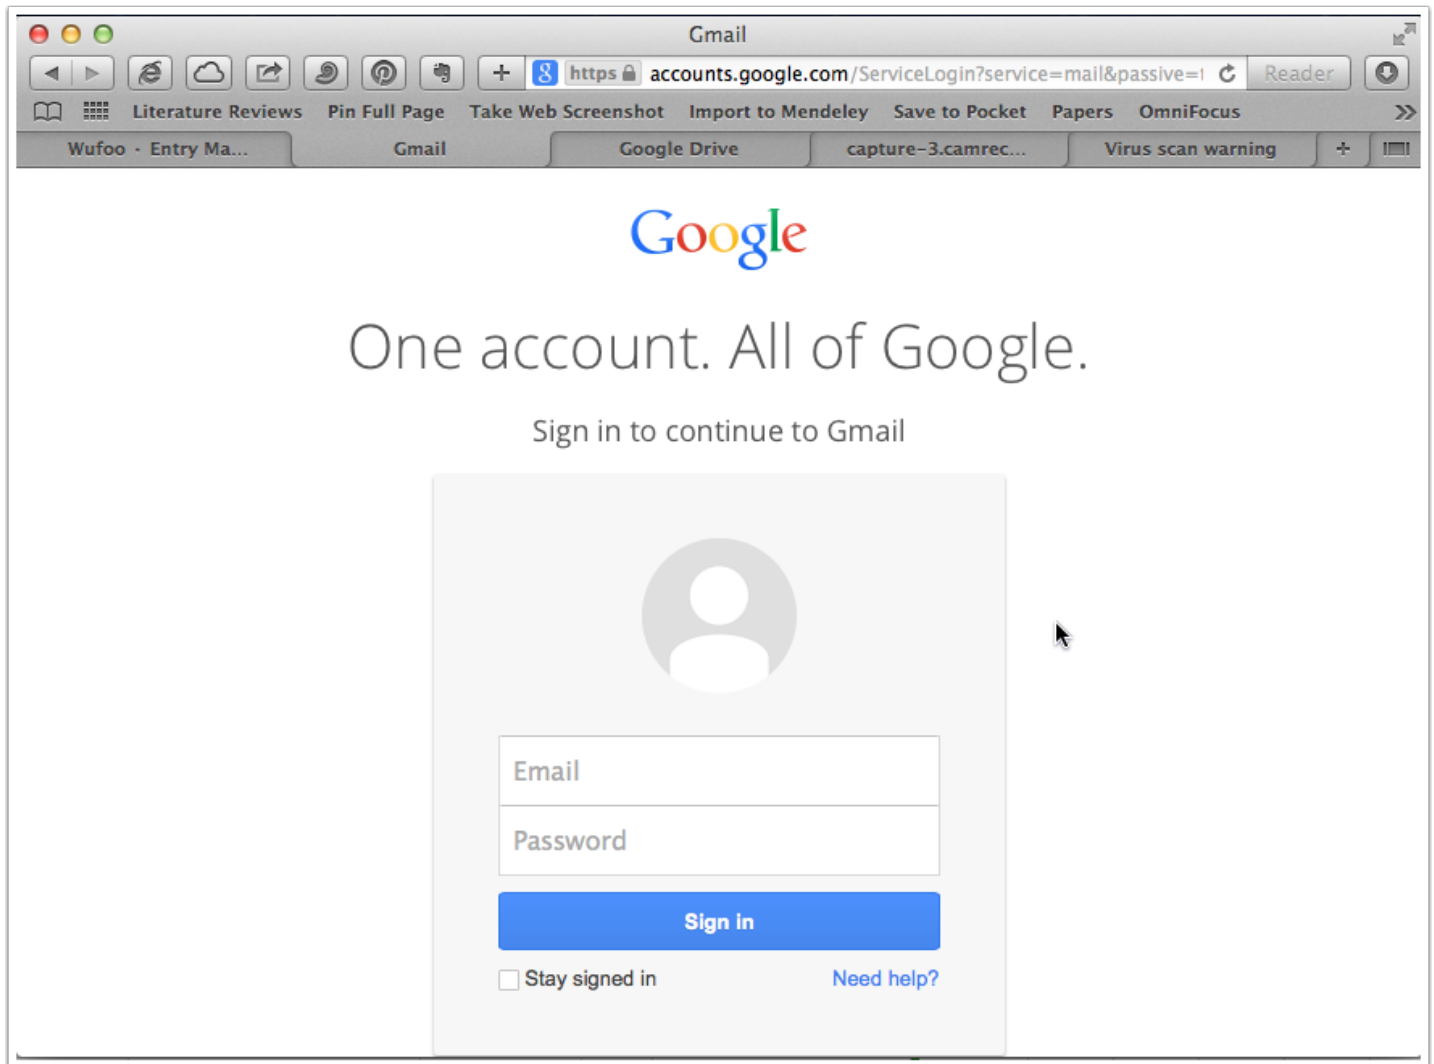 Gmail
8 https accounts.google.com/ServiceLogin?service=mail&passive=t Reader
Literature Reviews Pin Full Page Take Web Screenshot Import to Mendeley Save to Pocket Papers OmniFocus
Wufoo · Entry Ma... Gmail Google Drive capture-3.camrec... Virus scan warning
Google
One account. All of Google.
Sign in to continue to Gmail
Email
Password
Sign in
Stay signed in Need help?